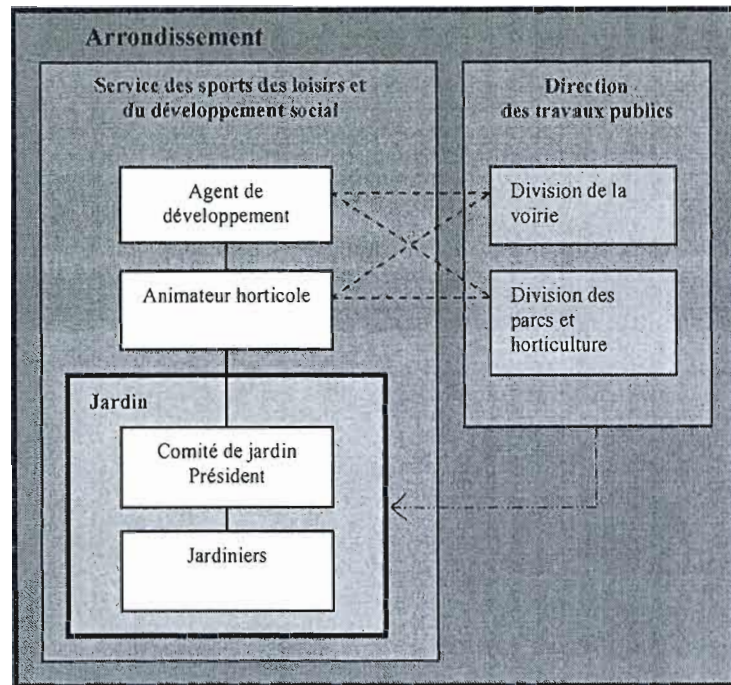 Arrondissement
Service des sports des loisirs et
du développement social
Agent de
développement
Animateur horticole
Jardin
Comité de jardin
Président
Jardiniers
Direction
des travaux publics
Division de la
voirie
Division des
parcs et
horticulture